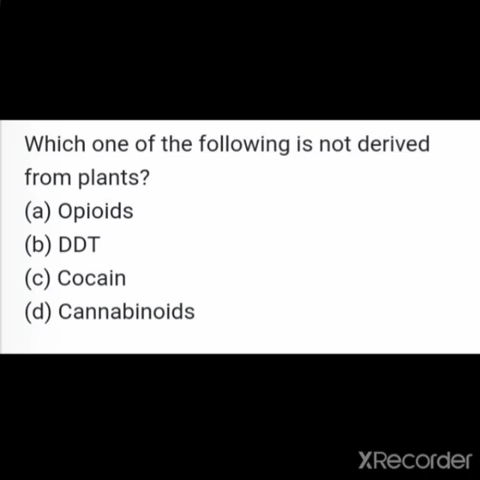 Which one of the following is not derived
from plants?
(a) Opioids
(b) DDT
(c) Cocain
(d) Cannabinoids
XRecorder